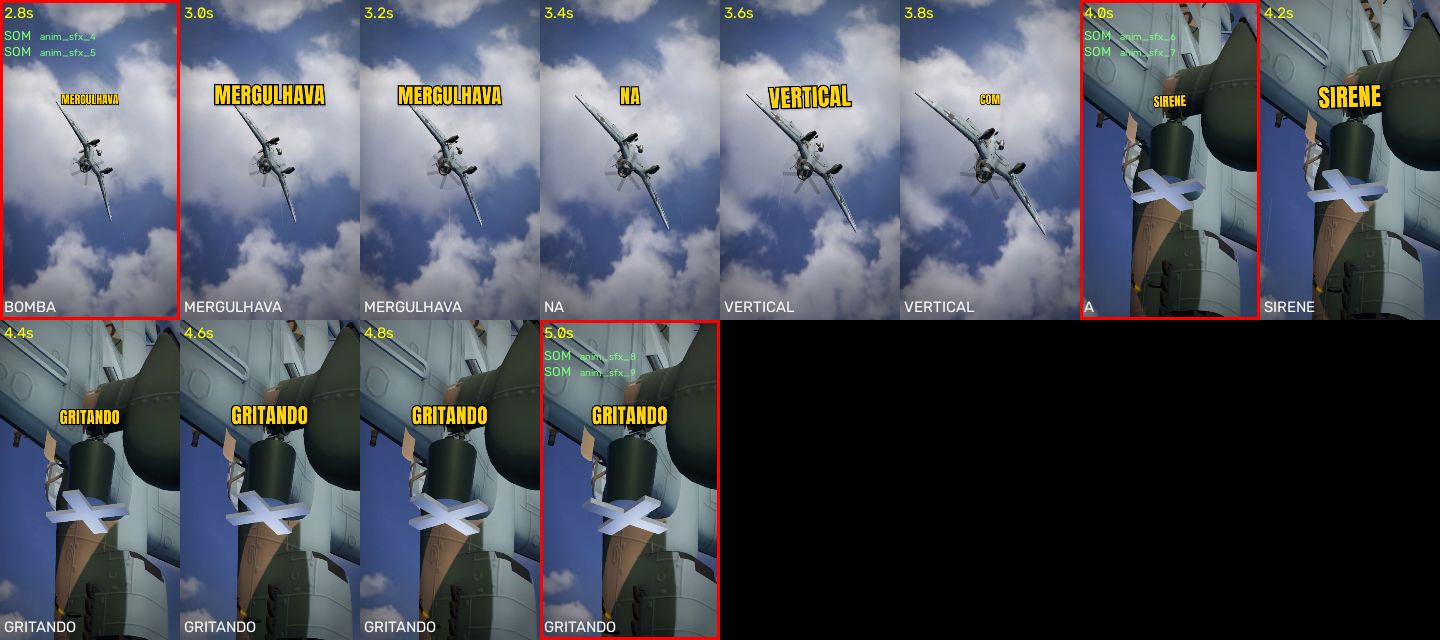 2.8s
SOM anim_sfx_4
SOM anim_sfx_5
MERGULHAVA
BOMBA
3.0s
MERGULHAVA
MERGULHAVA
3.2s
MERGULHAVA
MERGULHAVA
3.4s
NA
NA
3.6s
VERTICAL
VERTICAL
3.8s
COM
VERTICAL
4.0s
SOM anim_sfx_6
SOM anim_sfx_7
SIRENE
A
4.2s
SIRENE
SIRENE
4.4s
GRITANDO
GRITANDO
4.6s
GRITANDO
GRITANDO
4.8s
GRITANDO
GRITANDO
5.0s
SOM anim_sfx_8
SOM anim_sfx_9
GRITANDO
GRITANDO